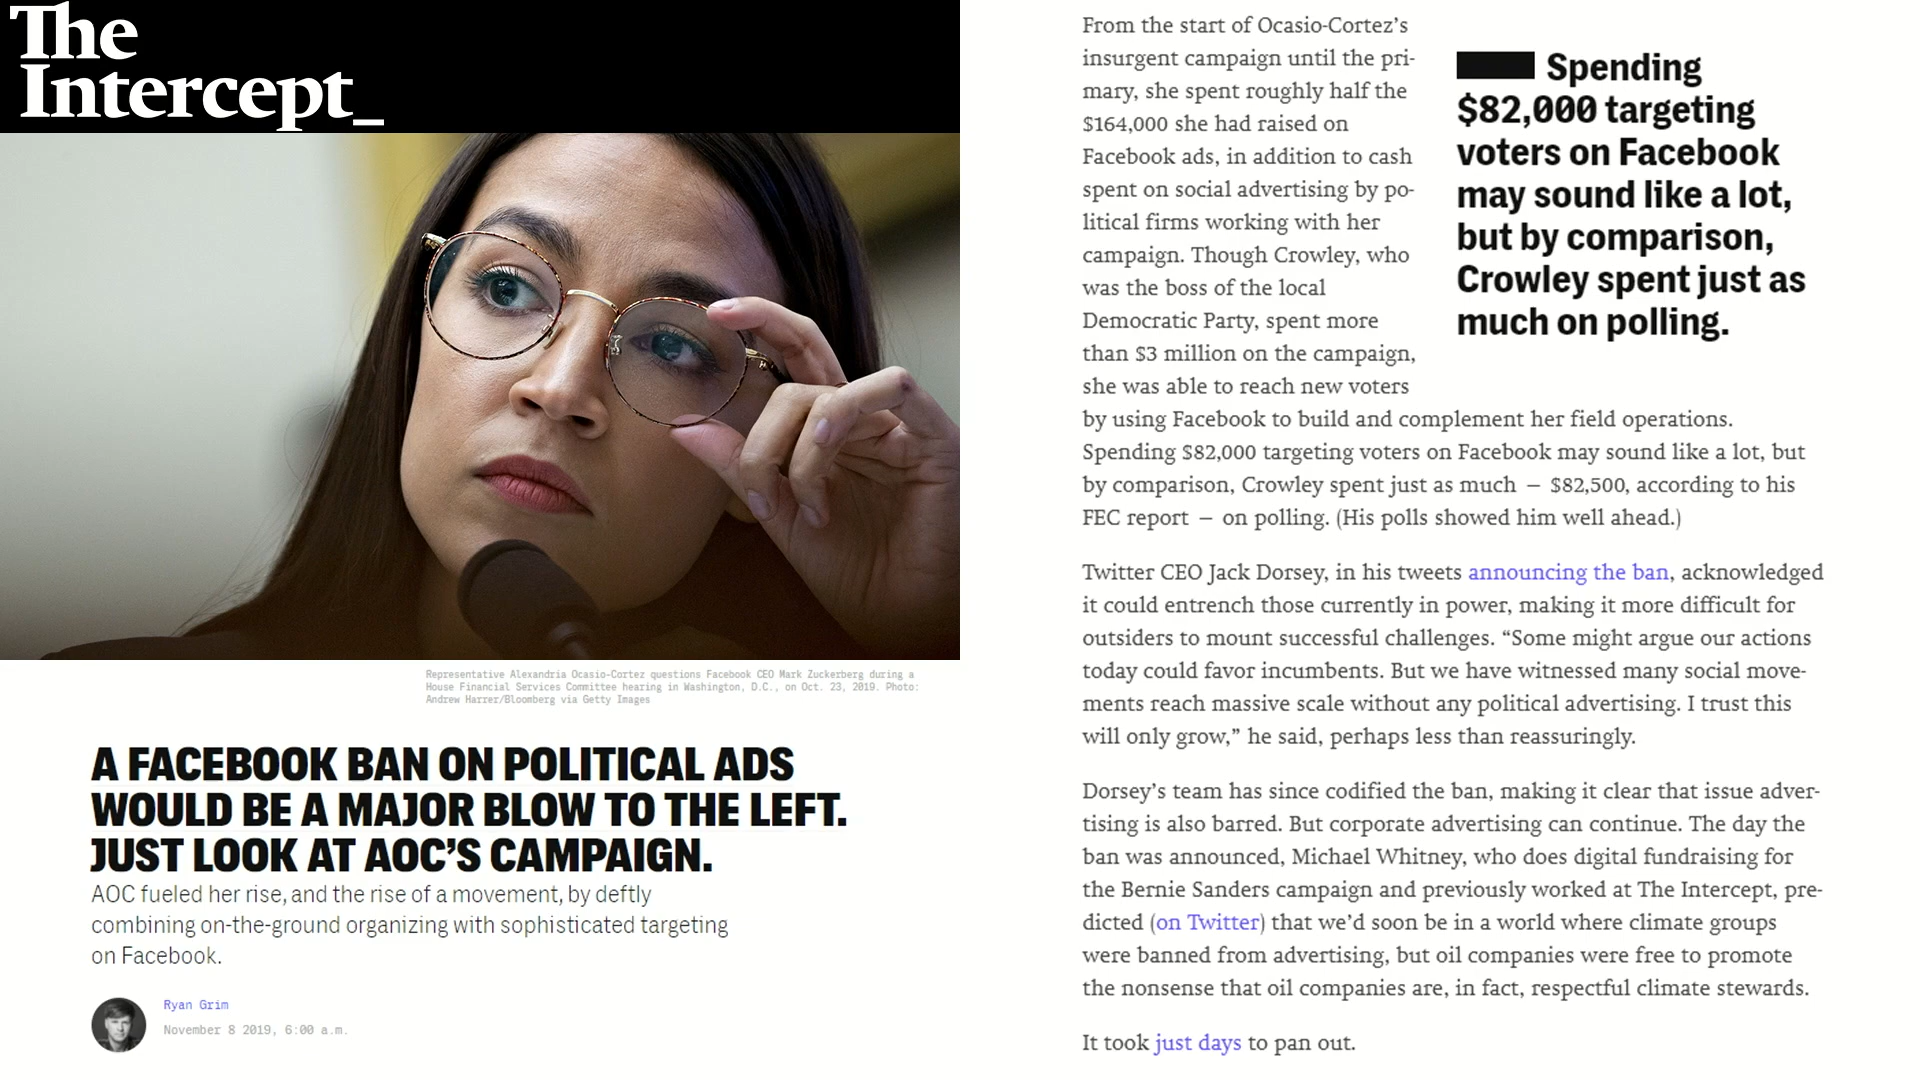 The
Intercept_
Representative Alexandria Ocasio-Cortez questions Facebook CEO Mark Zuckerberg during a
House Financial Services Committee hearing in Washington, D.C., on Oct. 23, 2019. Photo:
Andrew Harrer/Bloomberg via Getty Images
A FACEBOOK BAN ON POLITICAL ADS
WOULD BE A MAJOR BLOW TO THE LEFT.
JUST LOOK AT AOC’S CAMPAIGN.
AOC fueled her rise, and the rise of a movement, by deftly
combining on-the-ground organizing with sophisticated targeting
on Facebook.
Ryan Grim
November 8 2019, 6:00 a.m.
From the start of Ocasio-Cortez’s
insurgent campaign until the pri-
mary, she spent roughly half the
$164,000 she had raised on
Facebook ads, in addition to cash
spent on social advertising by po-
litical firms working with her
campaign. Though Crowley, who
was the boss of the local
Democratic Party, spent more
than $3 million on the campaign,
she was able to reach new voters
by using Facebook to build and complement her field operations.
Spending $82,000 targeting voters on Facebook may sound like a lot, but
by comparison, Crowley spent just as much – $82,500, according to his
FEC report – on polling. (His polls showed him well ahead.)
Spending
$82,000 targeting
voters on Facebook
may sound like a lot,
but by comparison,
Crowley spent just as
much on polling.
Twitter CEO Jack Dorsey, in his tweets announcing the ban, acknowledged
it could entrench those currently in power, making it more difficult for
outsiders to mount successful challenges. “Some might argue our actions
today could favor incumbents. But we have witnessed many social move-
ments reach massive scale without any political advertising. I trust this
will only grow,” he said, perhaps less than reassuringly.
Dorsey’s team has since codified the ban, making it clear that issue adver-
tising is also barred. But corporate advertising can continue. The day the
ban was announced, Michael Whitney, who does digital fundraising for
the Bernie Sanders campaign and previously worked at The Intercept, pre-
dicted (on Twitter) that we’d soon be in a world where climate groups
were banned from advertising, but oil companies were free to promote
the nonsense that oil companies are, in fact, respectful climate stewards.
It took just days to pan out.